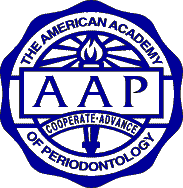 THE AMERICAN ACADEMY
AAP
COOPERATE·ADVANCE
OF PERIODONTOLOGY